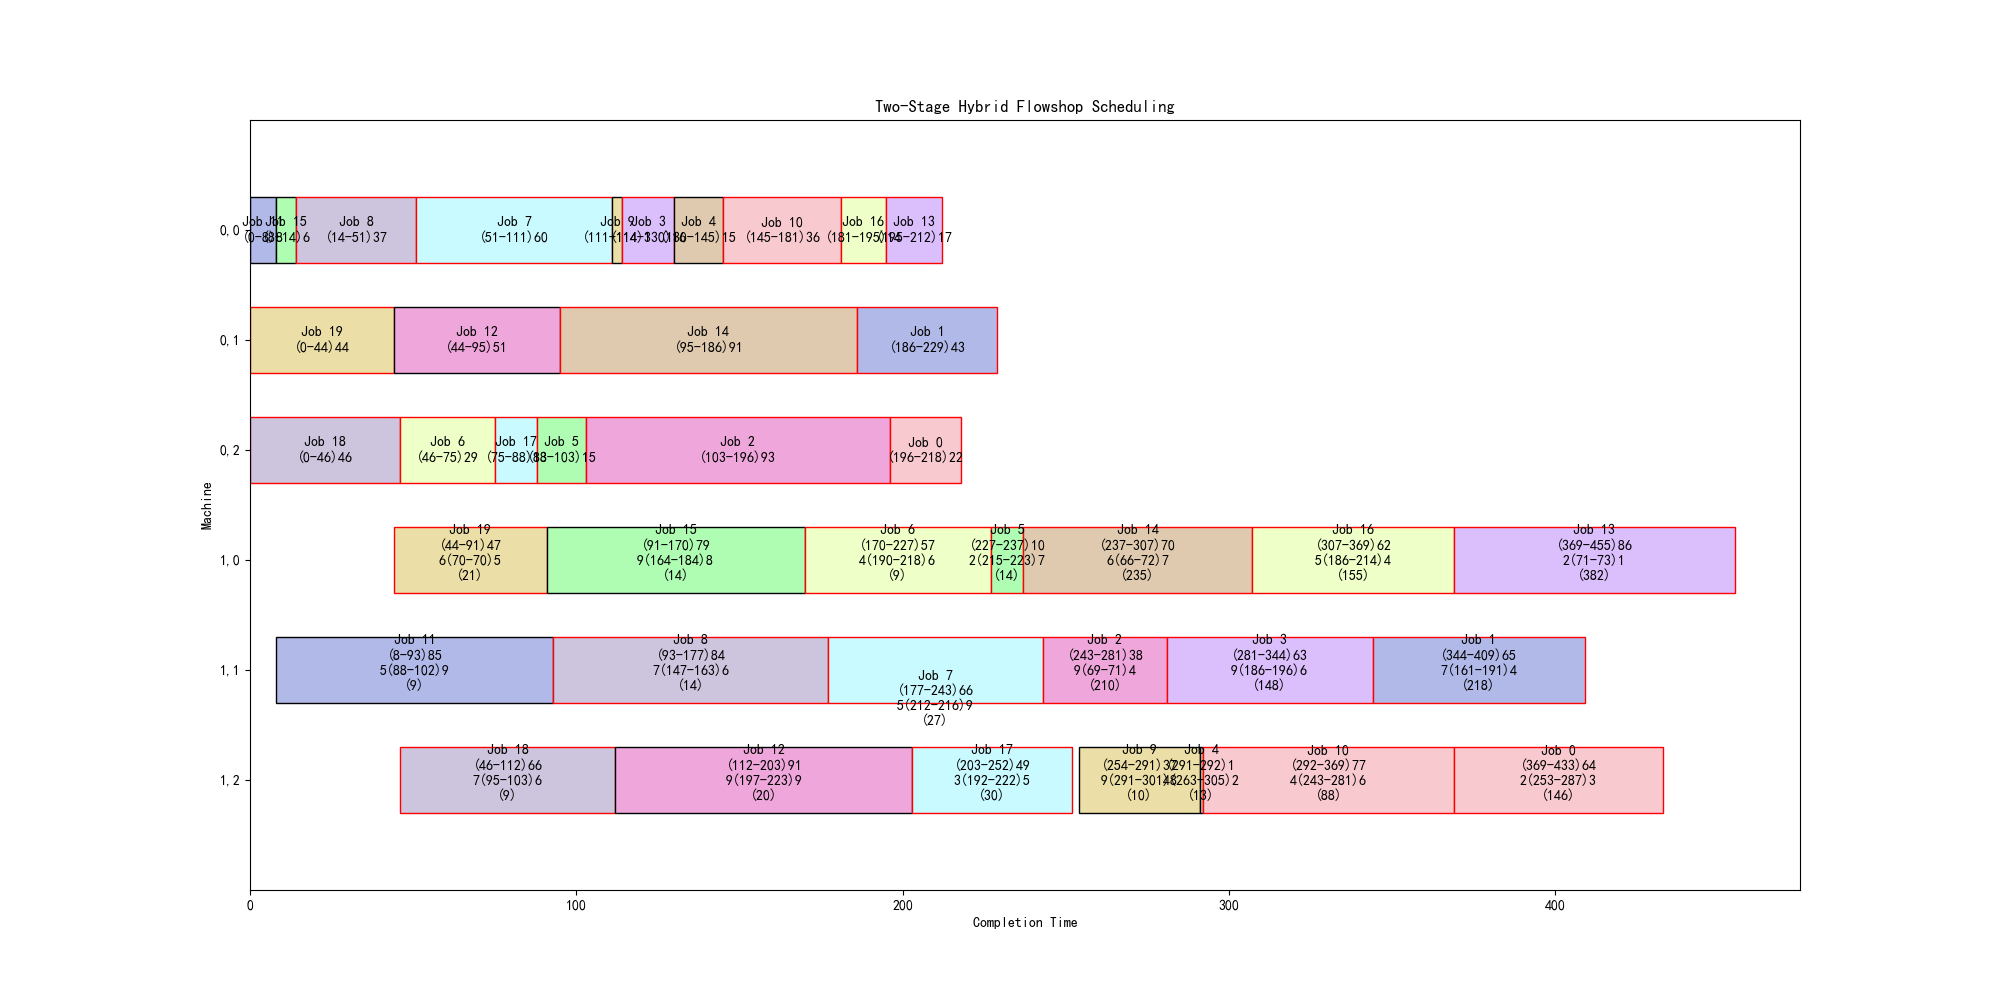 Two-Stage Hybrid Flowshop Scheduling
Machine
0,0
Job 11
(0-8)8
Job 15
(8-14)6
Job 8
(14-51)37
Job 7
(51-111)60
Job 9
(111-114)3
Job 3
(114-130)16
Job 4
(130-145)15
Job 10
(145-181)36
Job 16
(181-195)14
Job 13
(195-212)17
0,1
Job 19
(0-44)44
Job 12
(44-95)51
Job 14
(95-186)91
Job 1
(186-229)43
0,2
Job 18
(0-46)46
Job 6
(46-75)29
Job 17
(75-88)13
Job 5
(88-103)15
Job 2
(103-196)93
Job 0
(196-218)22
1,0
Job 19
(44-91)47
6(70-70)5
(21)
Job 15
(91-170)79
9(164-184)8
(14)
Job 6
(170-227)57
4(190-218)6
(9)
Job 5
(227-237)10
2(215-223)7
(14)
Job 14
(237-307)70
6(66-72)7
(235)
Job 16
(307-369)62
5(186-214)4
(155)
Job 13
(369-455)86
2(71-73)1
(382)
1,1
Job 11
(8-93)85
5(88-102)9
(9)
Job 8
(93-177)84
7(147-163)6
(14)
Job 7
(177-243)66
5(212-216)9
(27)
Job 2
(243-281)38
9(69-71)4
(210)
Job 3
(281-344)63
9(186-196)6
(148)
Job 1
(344-409)65
7(161-191)4
(218)
1,2
Job 18
(46-112)66
7(95-103)6
(9)
Job 12
(112-203)91
9(197-223)9
(20)
Job 17
(203-252)49
3(192-222)5
(30)
Job 9
(254-291)37
9(291-301)
(10)
Job 4
(291-292)1
(263-305)2
(13)
Job 10
(292-369)77
4(243-281)6
(88)
Job 0
(369-433)64
2(253-287)3
(146)
0
100
200
300
400
Completion Time